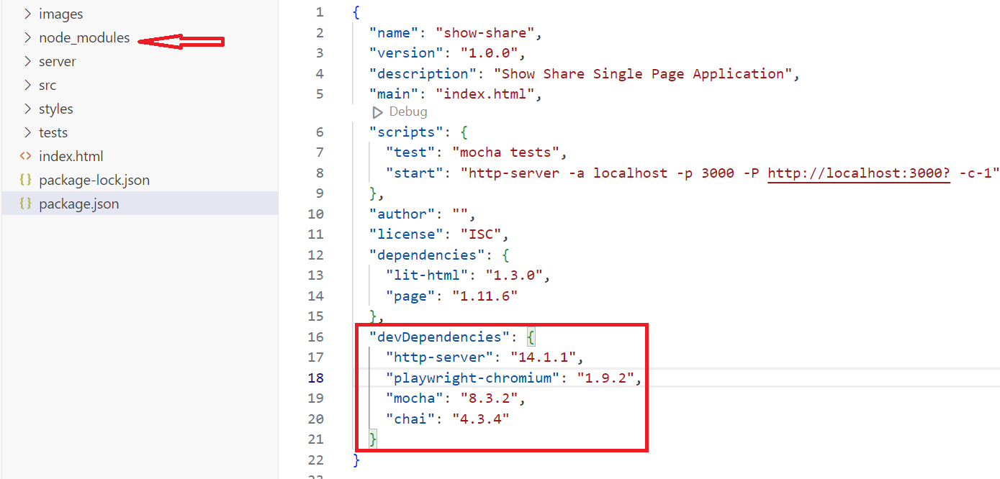 images
node_modules
server
src
styles
tests
<> index.html
{} package-lock.json
{} package.json
1 {
2 "name": "show-share",
3 "version": "1.0.0",
4 "description": "Show Share Single Page Application",
5 "main": "index.html",
Debug
6 "scripts": {
7 "test": "mocha tests",
8 "start": "http-server -a localhost -p 3000 -P http://localhost:3000? -c-1"
9 },
10 "author": "",
11 "license": "ISC",
12 "dependencies": {
13 "lit-html": "1.3.0",
14 "page": "1.11.6"
15 },
16 "devDependencies": {
17 "http-server": "14.1.1",
18 "playwright-chromium": "1.9.2",
19 "mocha": "8.3.2",
20 "chai": "4.3.4"
21 }
22 }
23